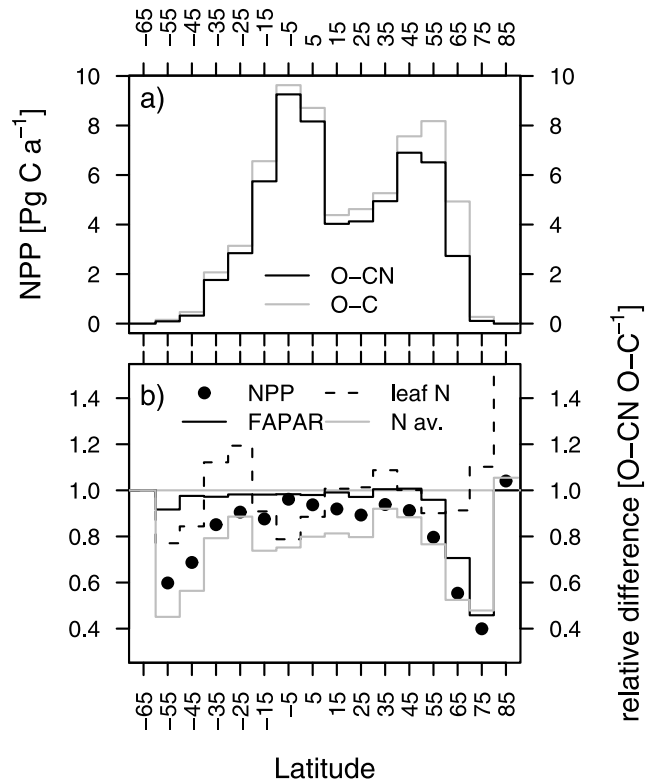 −65 −55 −45 −35 −25 −15 −5 5 15 25 35 45 55 65 75 85
a)
NPP [Pg C a−1]
10 10
8 8
6 6
4 4
2 2
0 0
O−CN
O−C
b)
NPP leaf N
FAPAR N av.
relative difference [O−CN O−C−1]
1.4 1.4
1.2 1.2
1.0 1.0
0.8 0.8
0.6 0.6
0.4 0.4
−65 −55 −45 −35 −25 −15 −5 5 15 25 35 45 55 65 75 85
Latitude